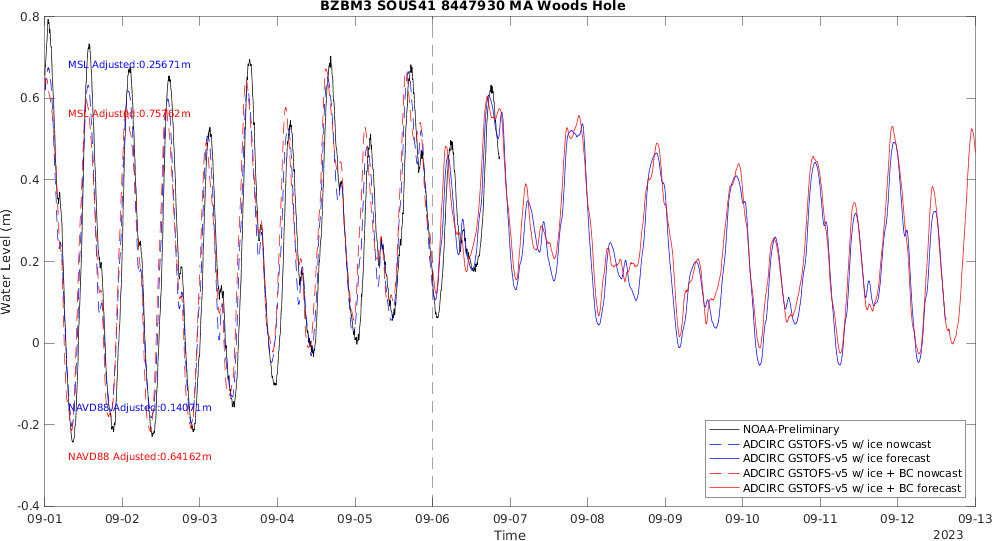 BZBM3 SOUS41 8447930 MA Woods Hole
0.8
0.6
0.4
0.2
0
-0.2
-0.4
Water Level (m)
MSL Adjusted:0.25671m
MSL Adjusted:0.75762m
NAVD88 Adjusted:0.14071m
NAVD88 Adjusted:0.64162m
NOAA-Preliminary
ADCIRC GSTOFS-v5 w/ ice nowcast
ADCIRC GSTOFS-v5 w/ ice forecast
ADCIRC GSTOFS-v5 w/ ice + BC nowcast
ADCIRC GSTOFS-v5 w/ ice + BC forecast
09-01 09-02 09-03 09-04 09-05 09-06 09-07 09-08 09-09 09-10 09-11 09-12 09-13
Time
2023